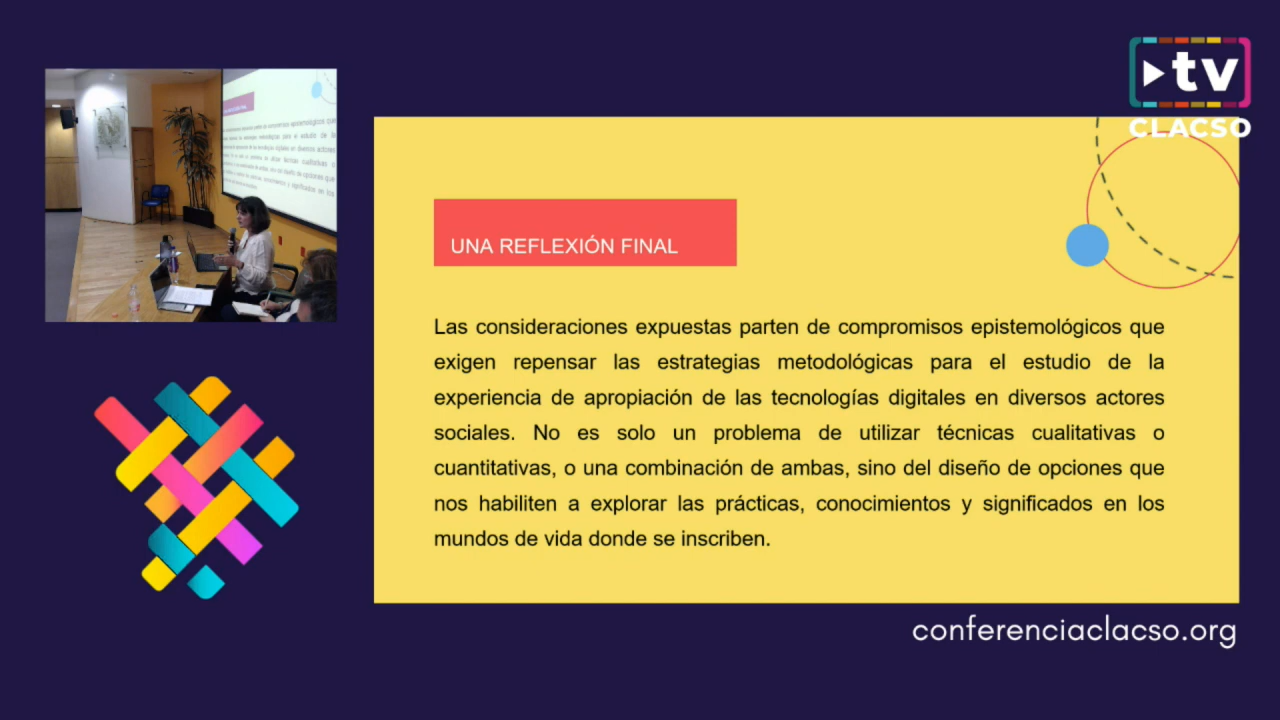 tv
CLACSO
UNA REFLEXIÓN FINAL
Las consideraciones expuestas parten de compromisos epistemológicos que
exigen repensar las estrategias metodológicas para el estudio de la
experiencia de apropiación de las tecnologías digitales en diversos actores
sociales. No es solo un problema de utilizar técnicas cualitativas o
cuantitativas, o una combinación de ambas, sino del diseño de opciones que
nos habiliten a explorar las prácticas, conocimientos y significados en los
mundos de vida donde se inscriben.
conferenciaclacso.org